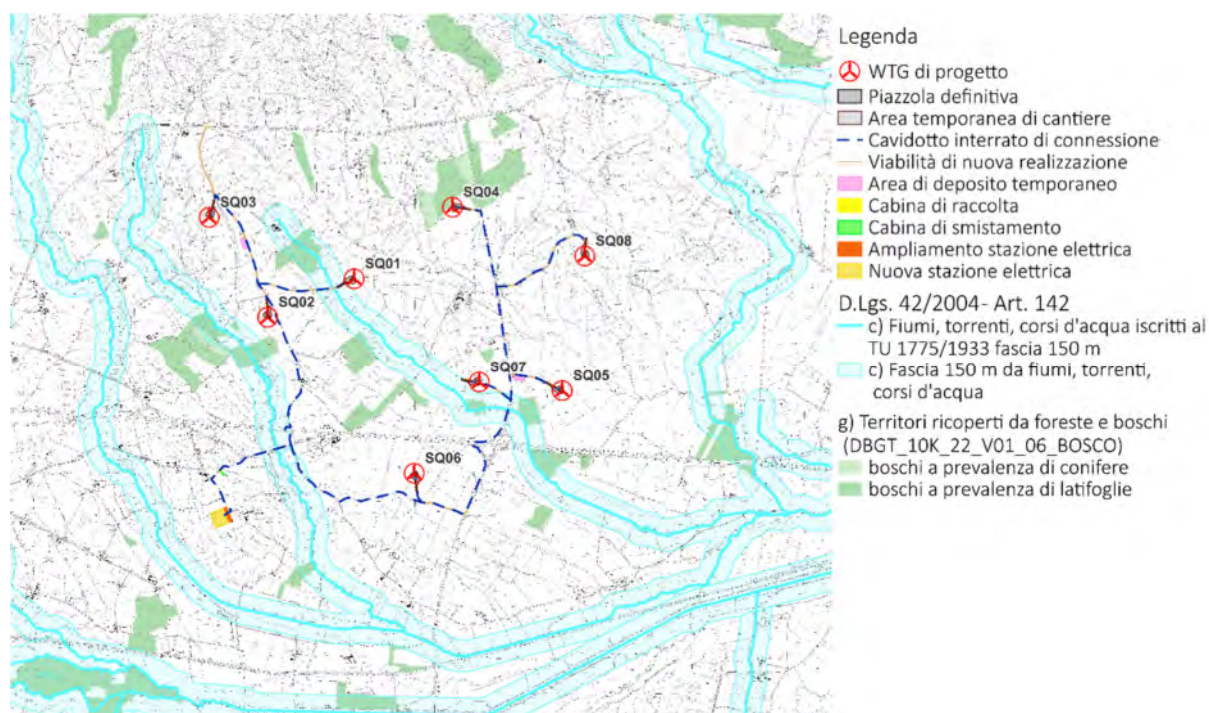 Legenda
WTG di progetto
Piazzola definitiva
Area temporanea di cantiere
Cavidotto interrato di connessione
Viabilità di nuova realizzazione
Area di deposito temporaneo
Cabina di raccolta
Cabina di smistamento
Ampliamento stazione elettrica
Nuova stazione elettrica
D.Lgs. 42/2004- Art. 142
c) Fiumi, torrenti, corsi d'acqua iscritti al
TU 1775/1933 fascia 150 m
c) Fascia 150 m da fiumi, torrenti,
corsi d'acqua
g) Territori ricoperti da foreste e boschi
(DBGT_10K_22_V01_06_BOSCO)
boschi a prevalenza di conifere
boschi a prevalenza di latifoglie
SQ03
SQ04
SQ08
SQ01
SQ02
SQ07
SQ05
SQ06